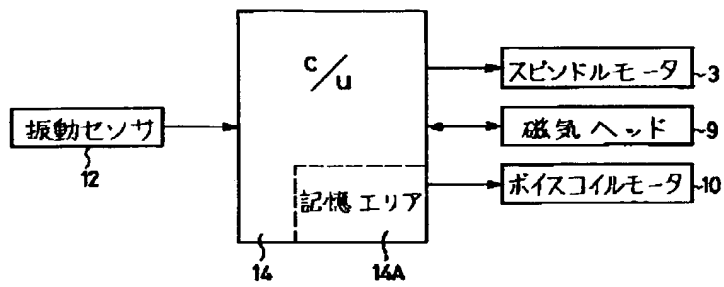 C/U
スピンドルモータ
3
振動センサ
12
磁気ヘッド
9
記憶エリア
ボイスコイルモータ
10
14
14A